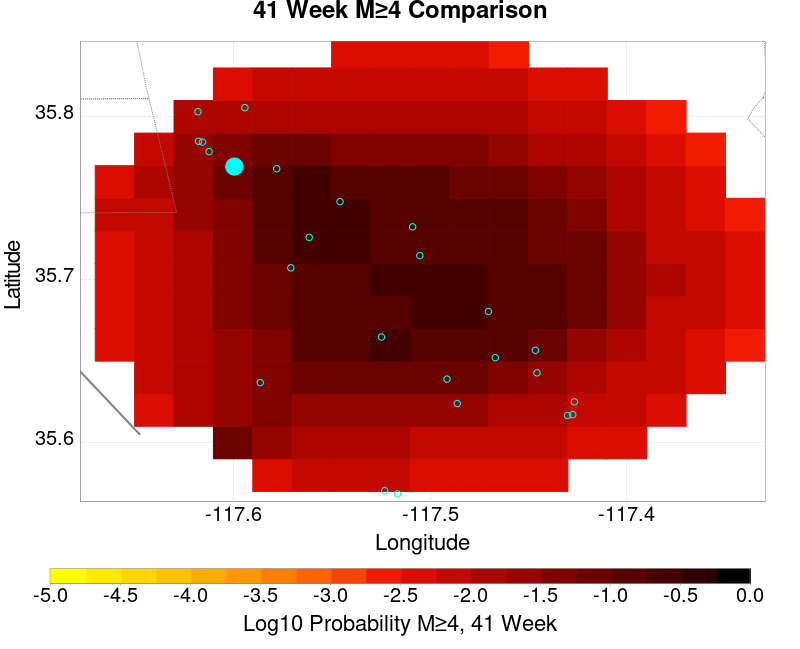 41 Week M≥4 Comparison
35.8
35.7
35.6
Latitude
-117.6 -117.5 -117.4
Longitude
-5.0 -4.5 -4.0 -3.5 -3.0 -2.5 -2.0 -1.5 -1.0 -0.5 0.0
Log10 Probability M≥4, 41 Week